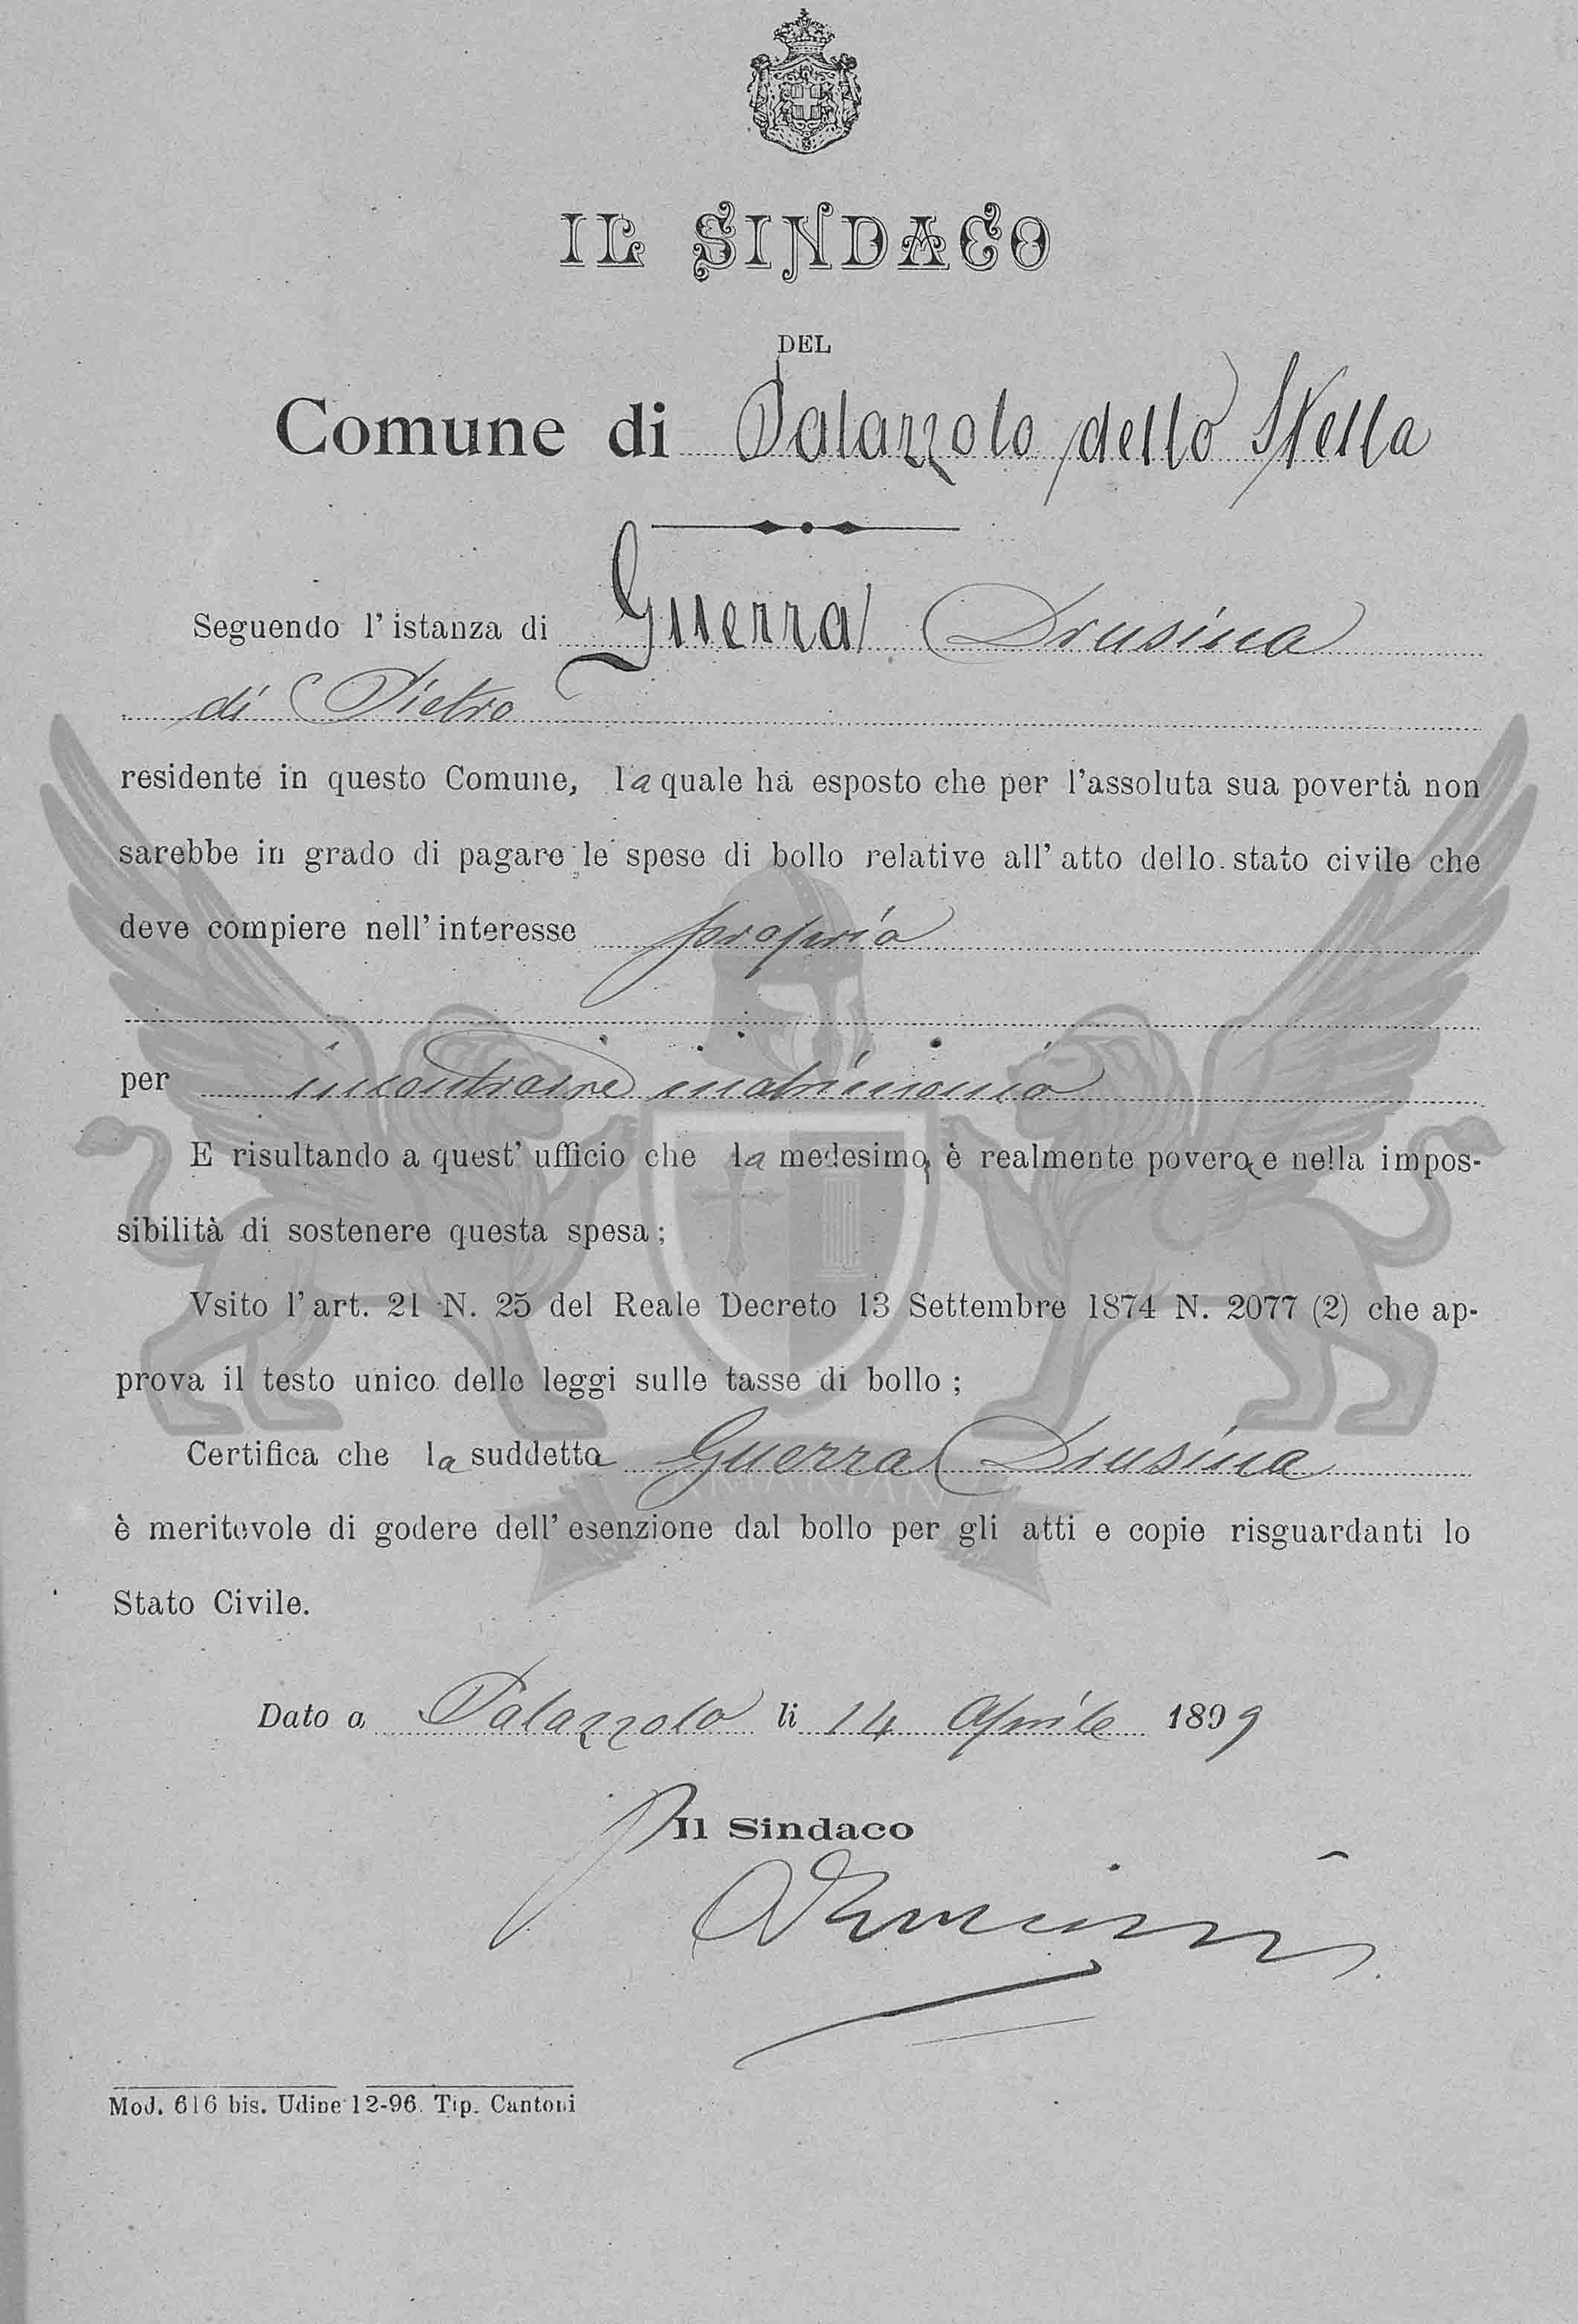 IL SINDACO
DEL
Comune di Palazzolo dello Stella
Seguendo l'istanza di Guerra Drusina
di Pietro
residente in questo Comune, la quale ha esposto che per l'assoluta sua povertà non
sarebbe in grado di pagare le spese di bollo relative all'atto dello stato civile che
deve compiere nell'interesse proprio
per incontrare matrimonio
E risultando a quest'ufficio che la medesima è realmente povera e nella impos-
sibilità di sostenere questa spesa;
Vsito l'art. 21 N. 25 del Reale Decreto 13 Settembre 1874 N. 2077 (2) che ap-
prova il testo unico delle leggi sulle tasse di bollo;
Certifica che la suddetta Guerra Drusina
è meritevole di godere dell'esenzione dal bollo per gli atti e copie risguardanti lo
Stato Civile.
Dato a Palazzolo li 14 Aprile 1899
Il Sindaco
Mod. 616 bis. Udine 12-96. Tip. Cantoni